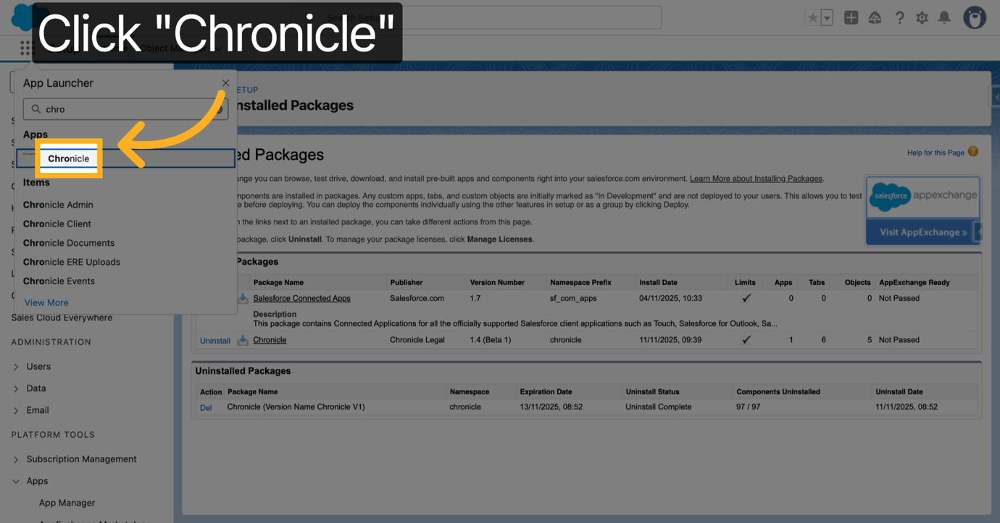 Click "Chronicle"
Search Setup
Setup
Object Manager
App Launcher
chro
Apps
Chronicle
Items
Chronicle Admin
Chronicle Client
Chronicle Documents
Chronicle ERE Uploads
Chronicle Events
View More
Sales Cloud Everywhere
ADMINISTRATION
Users
Data
Email
PLATFORM TOOLS
Subscription Management
Apps
App Manager
ETUP
nstalled Packages
ed Packages
Help for this Page ?
nge you can browse, test drive, download, and install pre-built apps and components right into your salesforce.com environment. Learn More about Installing Packages.
mponents are installed in packages. Any custom apps, tabs, and custom objects are initially marked as "In Development" and are not deployed to your users. This allows you to test
e before deploying. You can deploy the components individually using the other features in setup or as a group by clicking Deploy.
n the links next to an installed package, you can take different actions from this page.
package, click Uninstall. To manage your package licenses, click Manage Licenses.
salesforce appexchange
Visit AppExchange »
Packages
Package Name Publisher Version Number Namespace Prefix Install Date Limits Apps Tabs Objects AppExchange Ready
Salesforce Connected Apps Salesforce.com 1.7 sf_com_apps 04/11/2025, 10:33 ✓ 0 0 0 Not Passed
Description
This package contains Connected Applications for all the officially supported Salesforce client applications such as Touch, Salesforce for Outlook, Sa...
Uninstall Chronicle Chronicle Legal 1.4 (Beta 1) chronicle 11/11/2025, 09:39 ✓ 1 6 5 Not Passed
Uninstalled Packages
Action Package Name Namespace Expiration Date Uninstall Status Components Uninstalled Uninstall Date
Del Chronicle (Version Name Chronicle V1) chronicle 13/11/2025, 08:52 Uninstall Complete 97 / 97 11/11/2025, 08:52